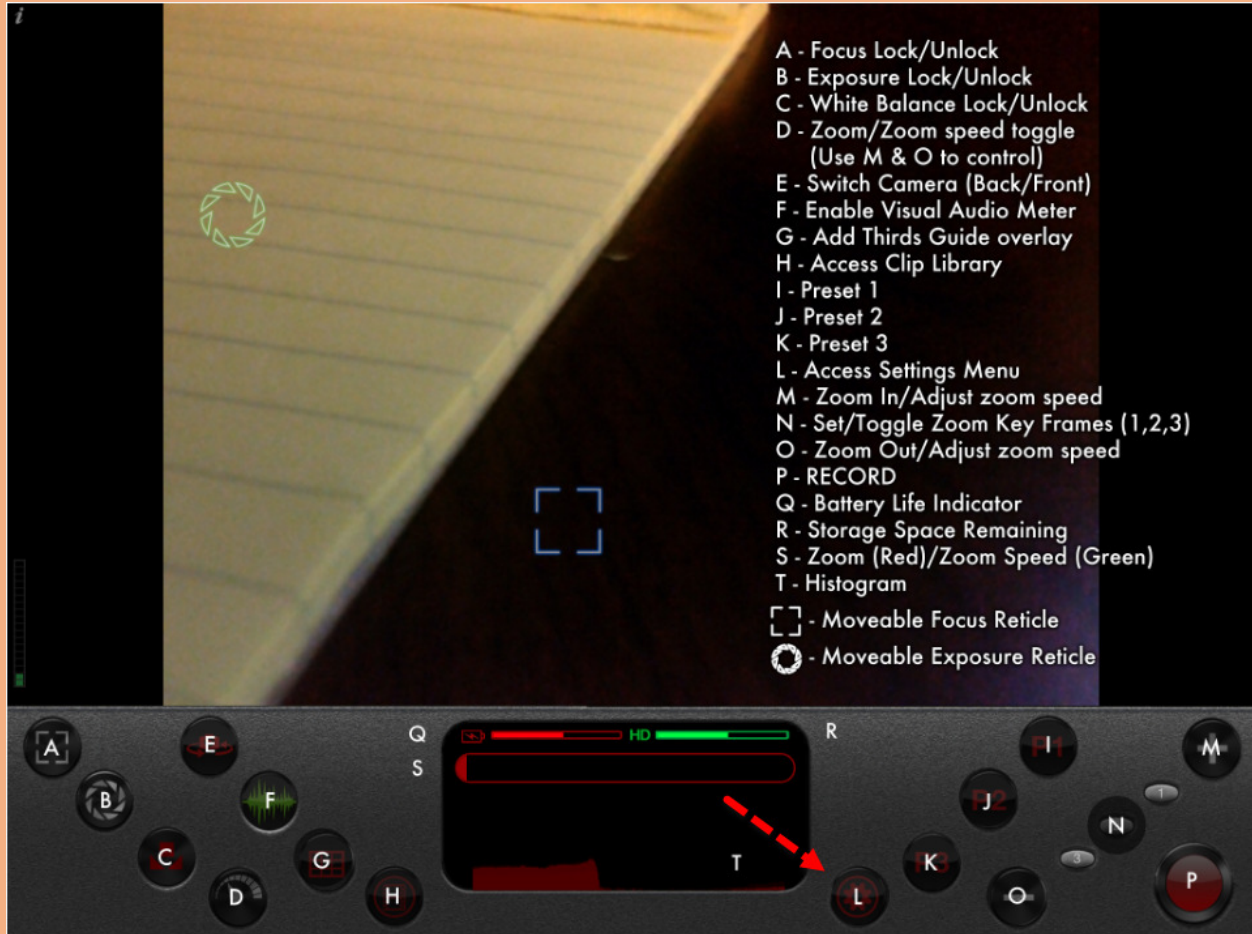 i
A - Focus Lock/Unlock
B - Exposure Lock/Unlock
C - White Balance Lock/Unlock
D - Zoom/Zoom speed toggle
(Use M & O to control)
E - Switch Camera (Back/Front)
F - Enable Visual Audio Meter
G - Add Thirds Guide overlay
H - Access Clip Library
I - Preset 1
J - Preset 2
K - Preset 3
L - Access Settings Menu
M - Zoom In/Adjust zoom speed
N - Set/Toggle Zoom Key Frames (1,2,3)
O - Zoom Out/Adjust zoom speed
P - RECORD
Q - Battery Life Indicator
R - Storage Space Remaining
S - Zoom (Red)/Zoom Speed (Green)
T - Histogram
- Moveable Focus Reticle
- Moveable Exposure Reticle
A
B
C
D
E
F
G
H
Q
HD
R
S
T
I
P1
J
P2
K
P3
L
M
1
N
3
O
P